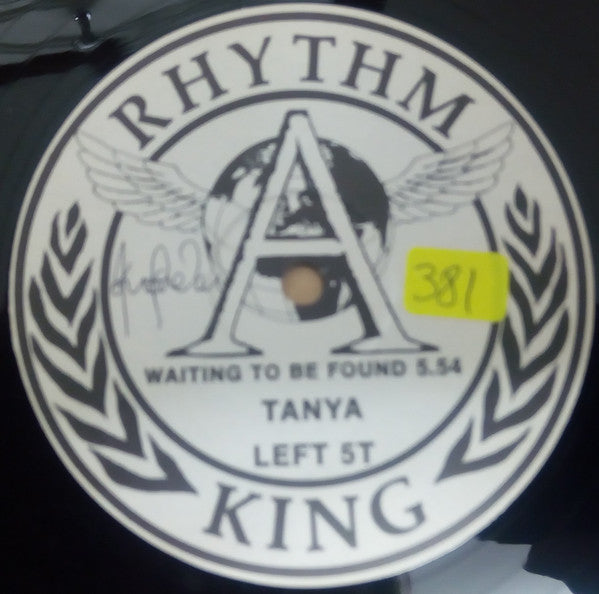 RHYTHM
A
381
WAITING TO BE FOUND 5.54
TANYA
LEFT 5T
KING